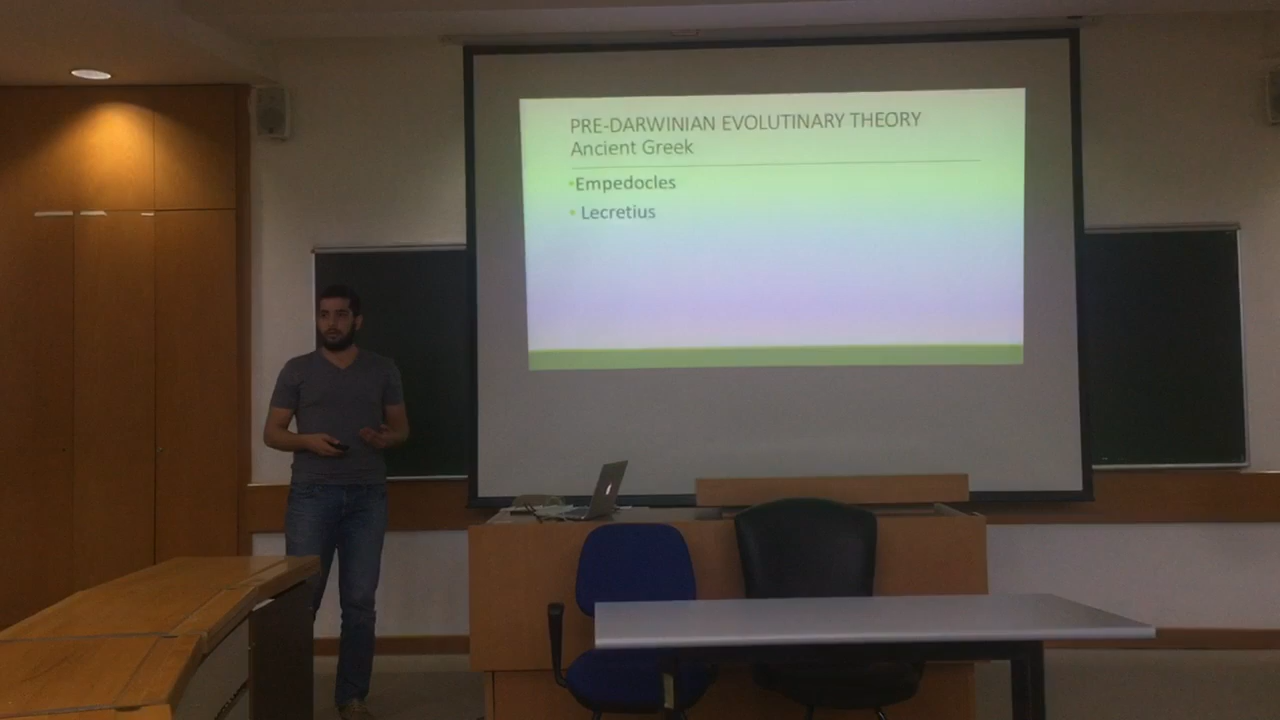 PRE-DARWINIAN EVOLUTINARY THEORY
Ancient Greek
•Empedocles
• Lecretius